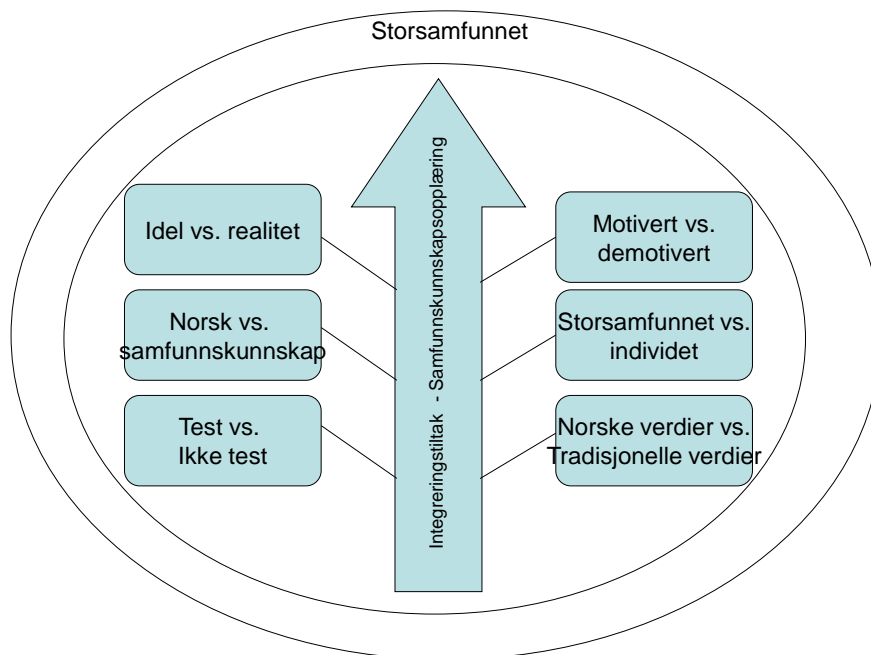 Storsamfunnet
Idel vs. realitet
Norsk vs.
samfunnskunnskap
Test vs.
Ikke test
Integreringstiltak - Samfunnskunnskapsopplæring
Motivert vs.
demotivert
Storsamfunnet vs.
individet
Norske verdier vs.
Tradisjonelle verdier